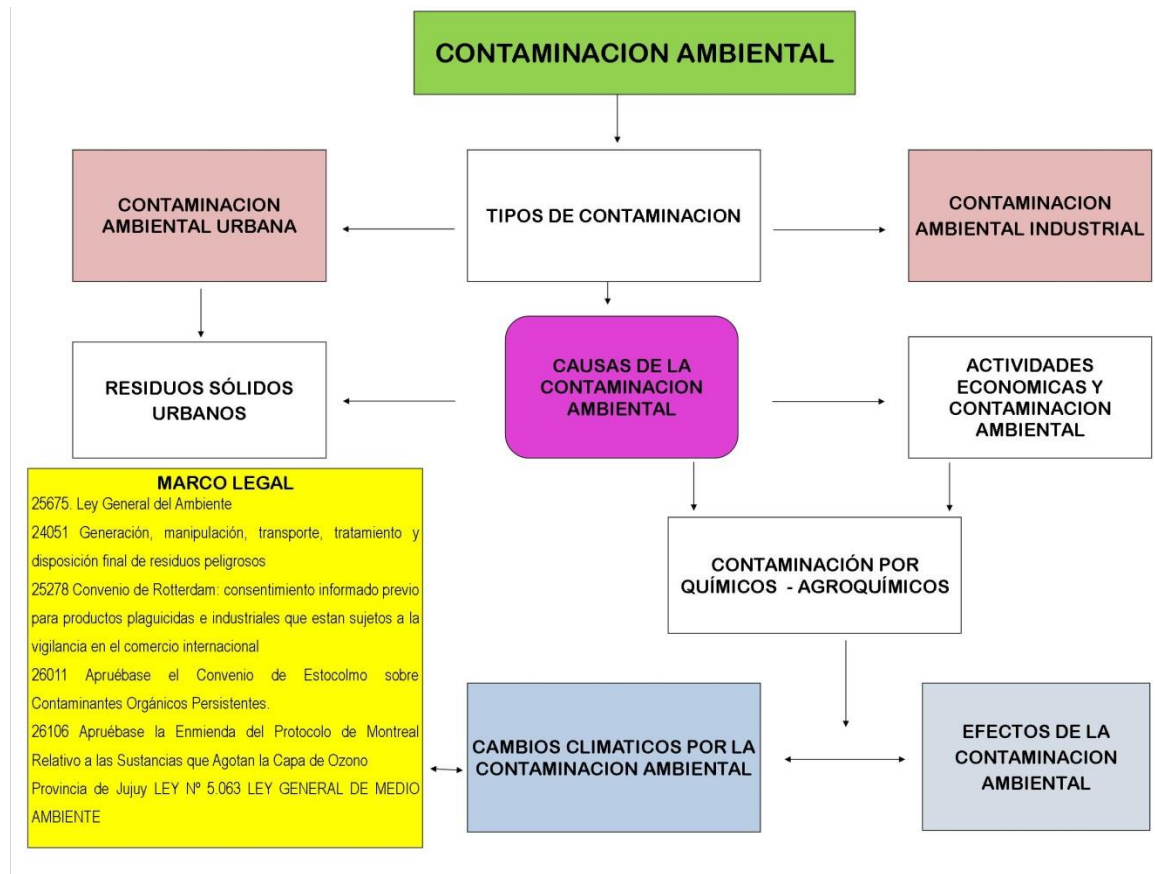 CONTAMINACION AMBIENTAL
CONTAMINACION
AMBIENTAL URBANA
TIPOS DE CONTAMINACION
CONTAMINACION
AMBIENTAL INDUSTRIAL
RESIDUOS SÓLIDOS
URBANOS
CAUSAS DE LA
CONTAMINACION
AMBIENTAL
ACTIVIDADES
ECONOMICAS Y
CONTAMINACION
AMBIENTAL
MARCO LEGAL
25675. Ley General del Ambiente
24051 Generación, manipulación, transporte, tratamiento y
disposición final de residuos peligrosos
25278 Convenio de Rotterdam: consentimiento informado previo
para productos plaguicidas e industriales que estan sujetos a la
vigilancia en el comercio internacional
26011 Apruébase el Convenio de Estocolmo sobre
Contaminantes Orgánicos Persistentes.
26106 Apruébase la Enmienda del Protocolo de Montreal
Relativo a las Sustancias que Agotan la Capa de Ozono
Provincia de Jujuy LEY Nº 5.063 LEY GENERAL DE MEDIO
AMBIENTE
CONTAMINACIÓN POR
QUÍMICOS - AGROQUÍMICOS
CAMBIOS CLIMATICOS POR LA
CONTAMINACION AMBIENTAL
EFECTOS DE LA
CONTAMINACION
AMBIENTAL